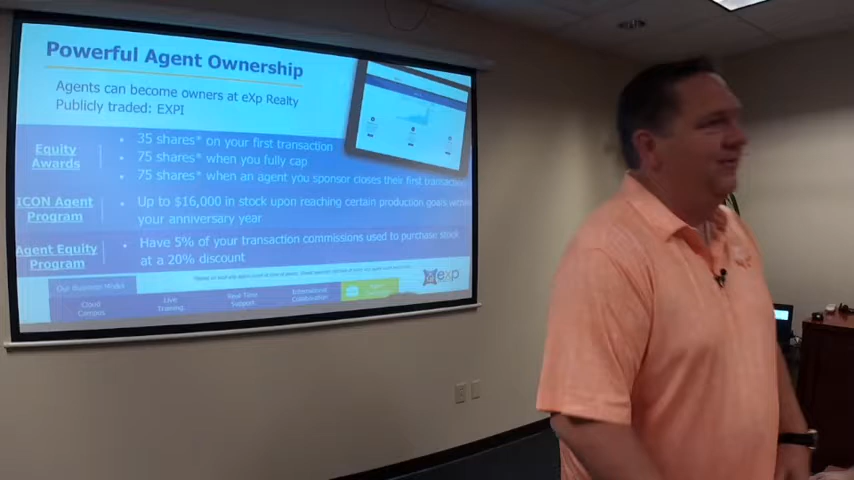 Powerful Agent Ownership
Agents can become owners at eXp Realty
Publicly traded: EXPI
Equity
Awards
• 35 shares* on your first transaction
• 75 shares* when you fully cap
• 75 shares* when an agent you sponsor closes their first transaction
ICON Agent
Program
• Up to $16,000 in stock upon reaching certain production goals within
your anniversary year
Agent Equity
Program
• Have 5% of your transaction commissions used to purchase stock
at a 20% discount
Our Business Model
Cloud
Campus
Live
Training
Real-Time
Support
International
Collaboration
exp